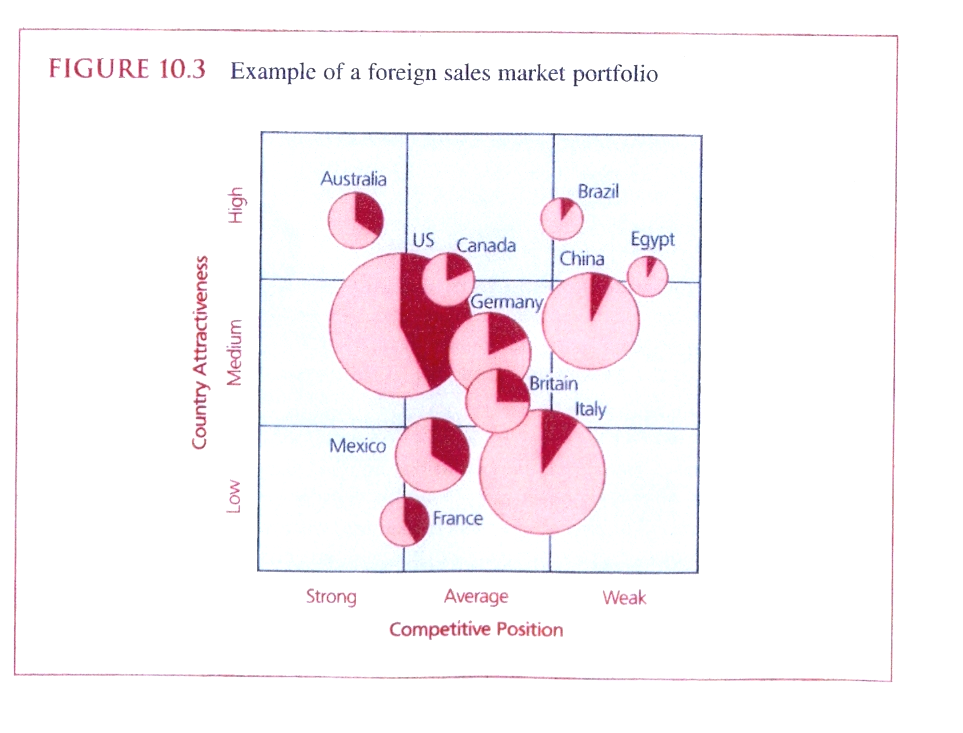 FIGURE 10.3 Example of a foreign sales market portfolio
Australia
Brazil
US
Canada
Egypt
China
Germany
Britain
Italy
Mexico
France
High
Medium
Low
Country Attractiveness
Strong
Average
Weak
Competitive Position